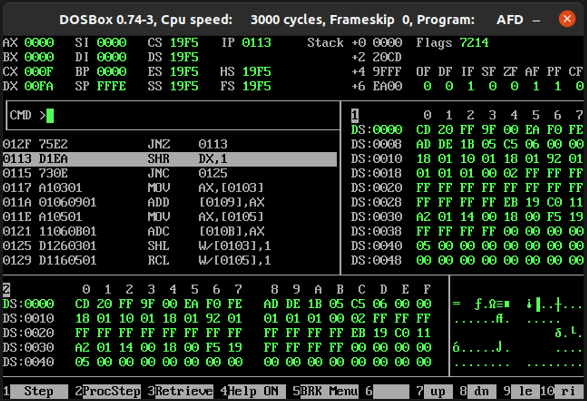 DOSBox 0.74-3, Cpu speed: 3000 cycles, Frameskip 0, Program: AFD
AX 0000 SI 0000 CS 19F5 IP 0113 Stack +0 0000 Flags 7214
BX 0000 DI 0000 DS 19F5 +2 20CD
CX 000F BP 0000 ES 19F5 HS 19F5 +4 9FFF OF DF IF SF ZF AF PF CF
DX 00FA SP FFFE SS 19F5 FS 19F5 +6 EA00 0 0 1 0 0 1 1 0
CMD > 1 0 1 2 3 4 5 6 7
DS:0000 CD 20 FF 9F 00 EA F0 FE
DS:0008 AD DE 1B 05 C5 06 00 00
DS:0010 18 01 10 01 18 01 92 01
DS:0018 01 01 01 00 02 FF FF FF
DS:0020 FF FF FF FF FF FF FF FF
DS:0028 FF FF FF FF EB 19 C0 11
DS:0030 A2 01 14 00 18 00 F5 19
DS:0038 FF FF FF FF 00 00 00 00
DS:0040 05 00 00 00 00 00 00 00
DS:0048 00 00 00 00 00 00 00 00
012F 75E2 JNZ 0113
0113 D1EA SHR DX,1
0115 730E JNC 0125
0117 A10301 MOV AX,[0103]
011A 01060901 ADD [0109],AX
011E A10501 MOV AX,[0105]
0121 11060B01 ADC [010B],AX
0125 D1260301 SHL W/[0103],1
0129 D1160501 RCL W/[0105],1
2 0 1 2 3 4 5 6 7 8 9 A B C D E F
DS:0000 CD 20 FF 9F 00 EA F0 FE AD DE 1B 05 C5 06 00 00 = ƒ.Ω≡■ ¡▐..┼...
DS:0010 18 01 10 01 18 01 92 01 01 01 01 00 02 FF FF FF ......Æ.
DS:0020 FF FF FF FF FF FF FF FF FF FF FF FF EB 19 C0 11 δ.└.
DS:0030 A2 01 14 00 18 00 F5 19 FF FF FF FF 00 00 00 00 ó.....⌡. ....
DS:0040 05 00 00 00 00 00 00 00 00 00 00 00 00 00 00 00 ................
1 Step 2ProcStep 3Retrieve 4Help ON 5BRK Menu 6 7 up 8 dn 9 le 10 ri